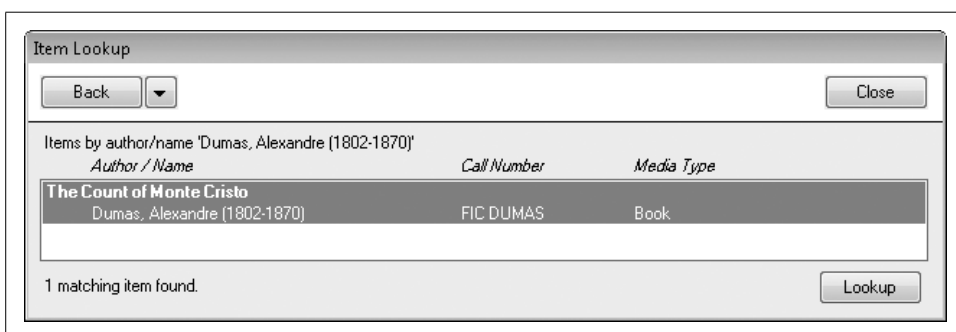 Item Lookup
Back Close
Items by author/name 'Dumas, Alexandre (1802-1870)'
Author / Name Call Number Media Type
The Count of Monte Cristo
Dumas, Alexandre (1802-1870) FIC DUMAS Book
1 matching item found. Lookup